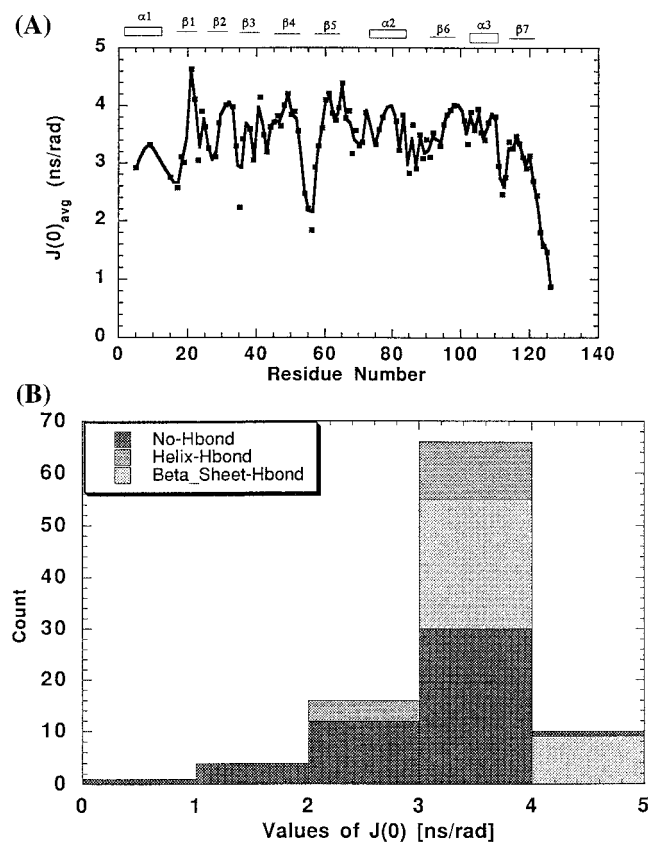 (A)
α1 β1 β2 β3 β4 β5 α2 β6 α3 β7
5
4
3
2
1
0
J(0)avg (ns/rad)
0 20 40 60 80 100 120 140
Residue Number
(B)
70
60
50
40
30
20
10
0
Count
No-Hbond
Helix-Hbond
Beta_Sheet-Hbond
0 1 2 3 4 5
Values of J(0) [ns/rad]